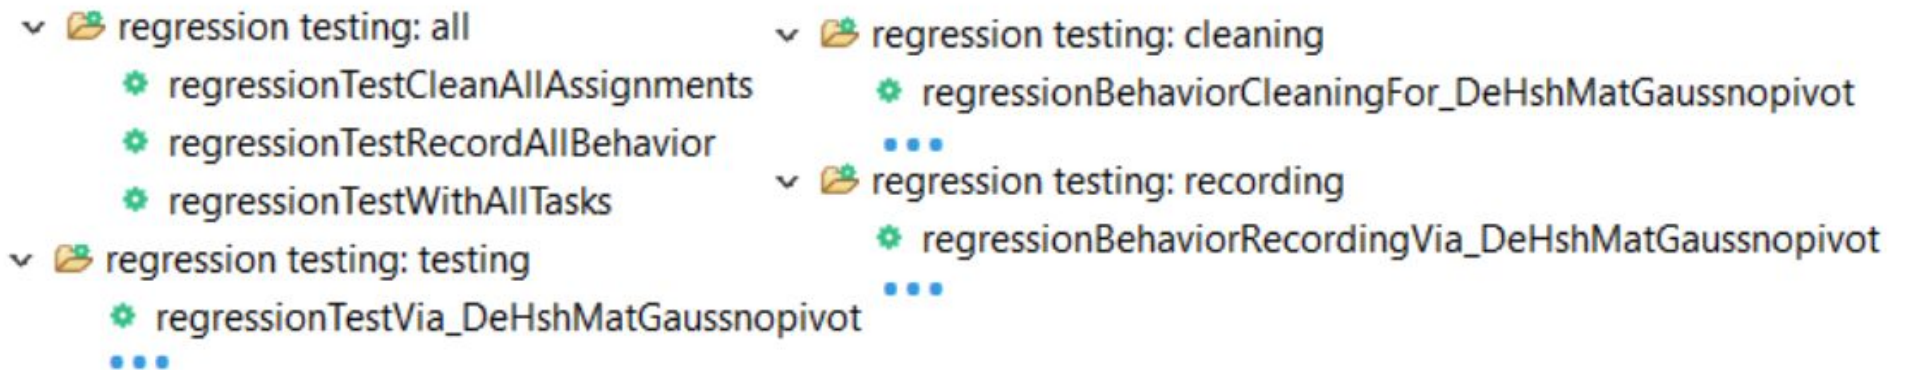 regression testing: all
regressionTestCleanAllAssignments
regressionTestRecordAllBehavior
regressionTestWithAllTasks
regression testing: testing
regressionTestVia_DeHshMatGaussnopivot
regression testing: cleaning
regressionBehaviorCleaningFor_DeHshMatGaussnopivot
regression testing: recording
regressionBehaviorRecordingVia_DeHshMatGaussnopivot